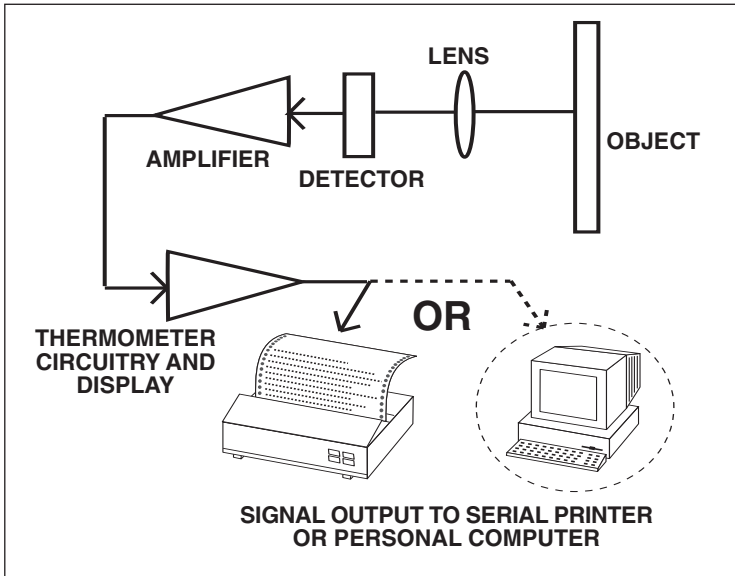 LENS
OBJECT
AMPLIFIER
DETECTOR
OR
THERMOMETER
CIRCUITRY AND
DISPLAY
SIGNAL OUTPUT TO SERIAL PRINTER
OR PERSONAL COMPUTER